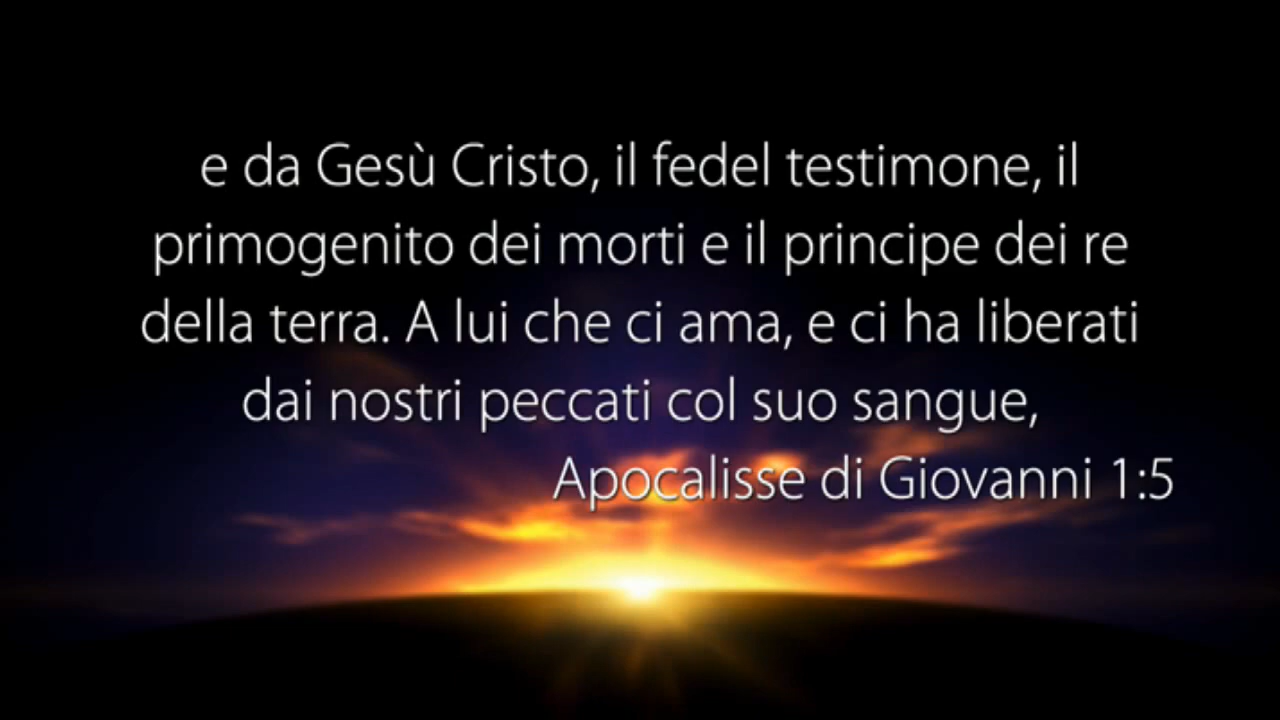 e da Gesù Cristo, il fedel testimone, il
primogenito dei morti e il principe dei re
della terra. A lui che ci ama, e ci ha liberati
dai nostri peccati col suo sangue,
Apocalisse di Giovanni 1:5